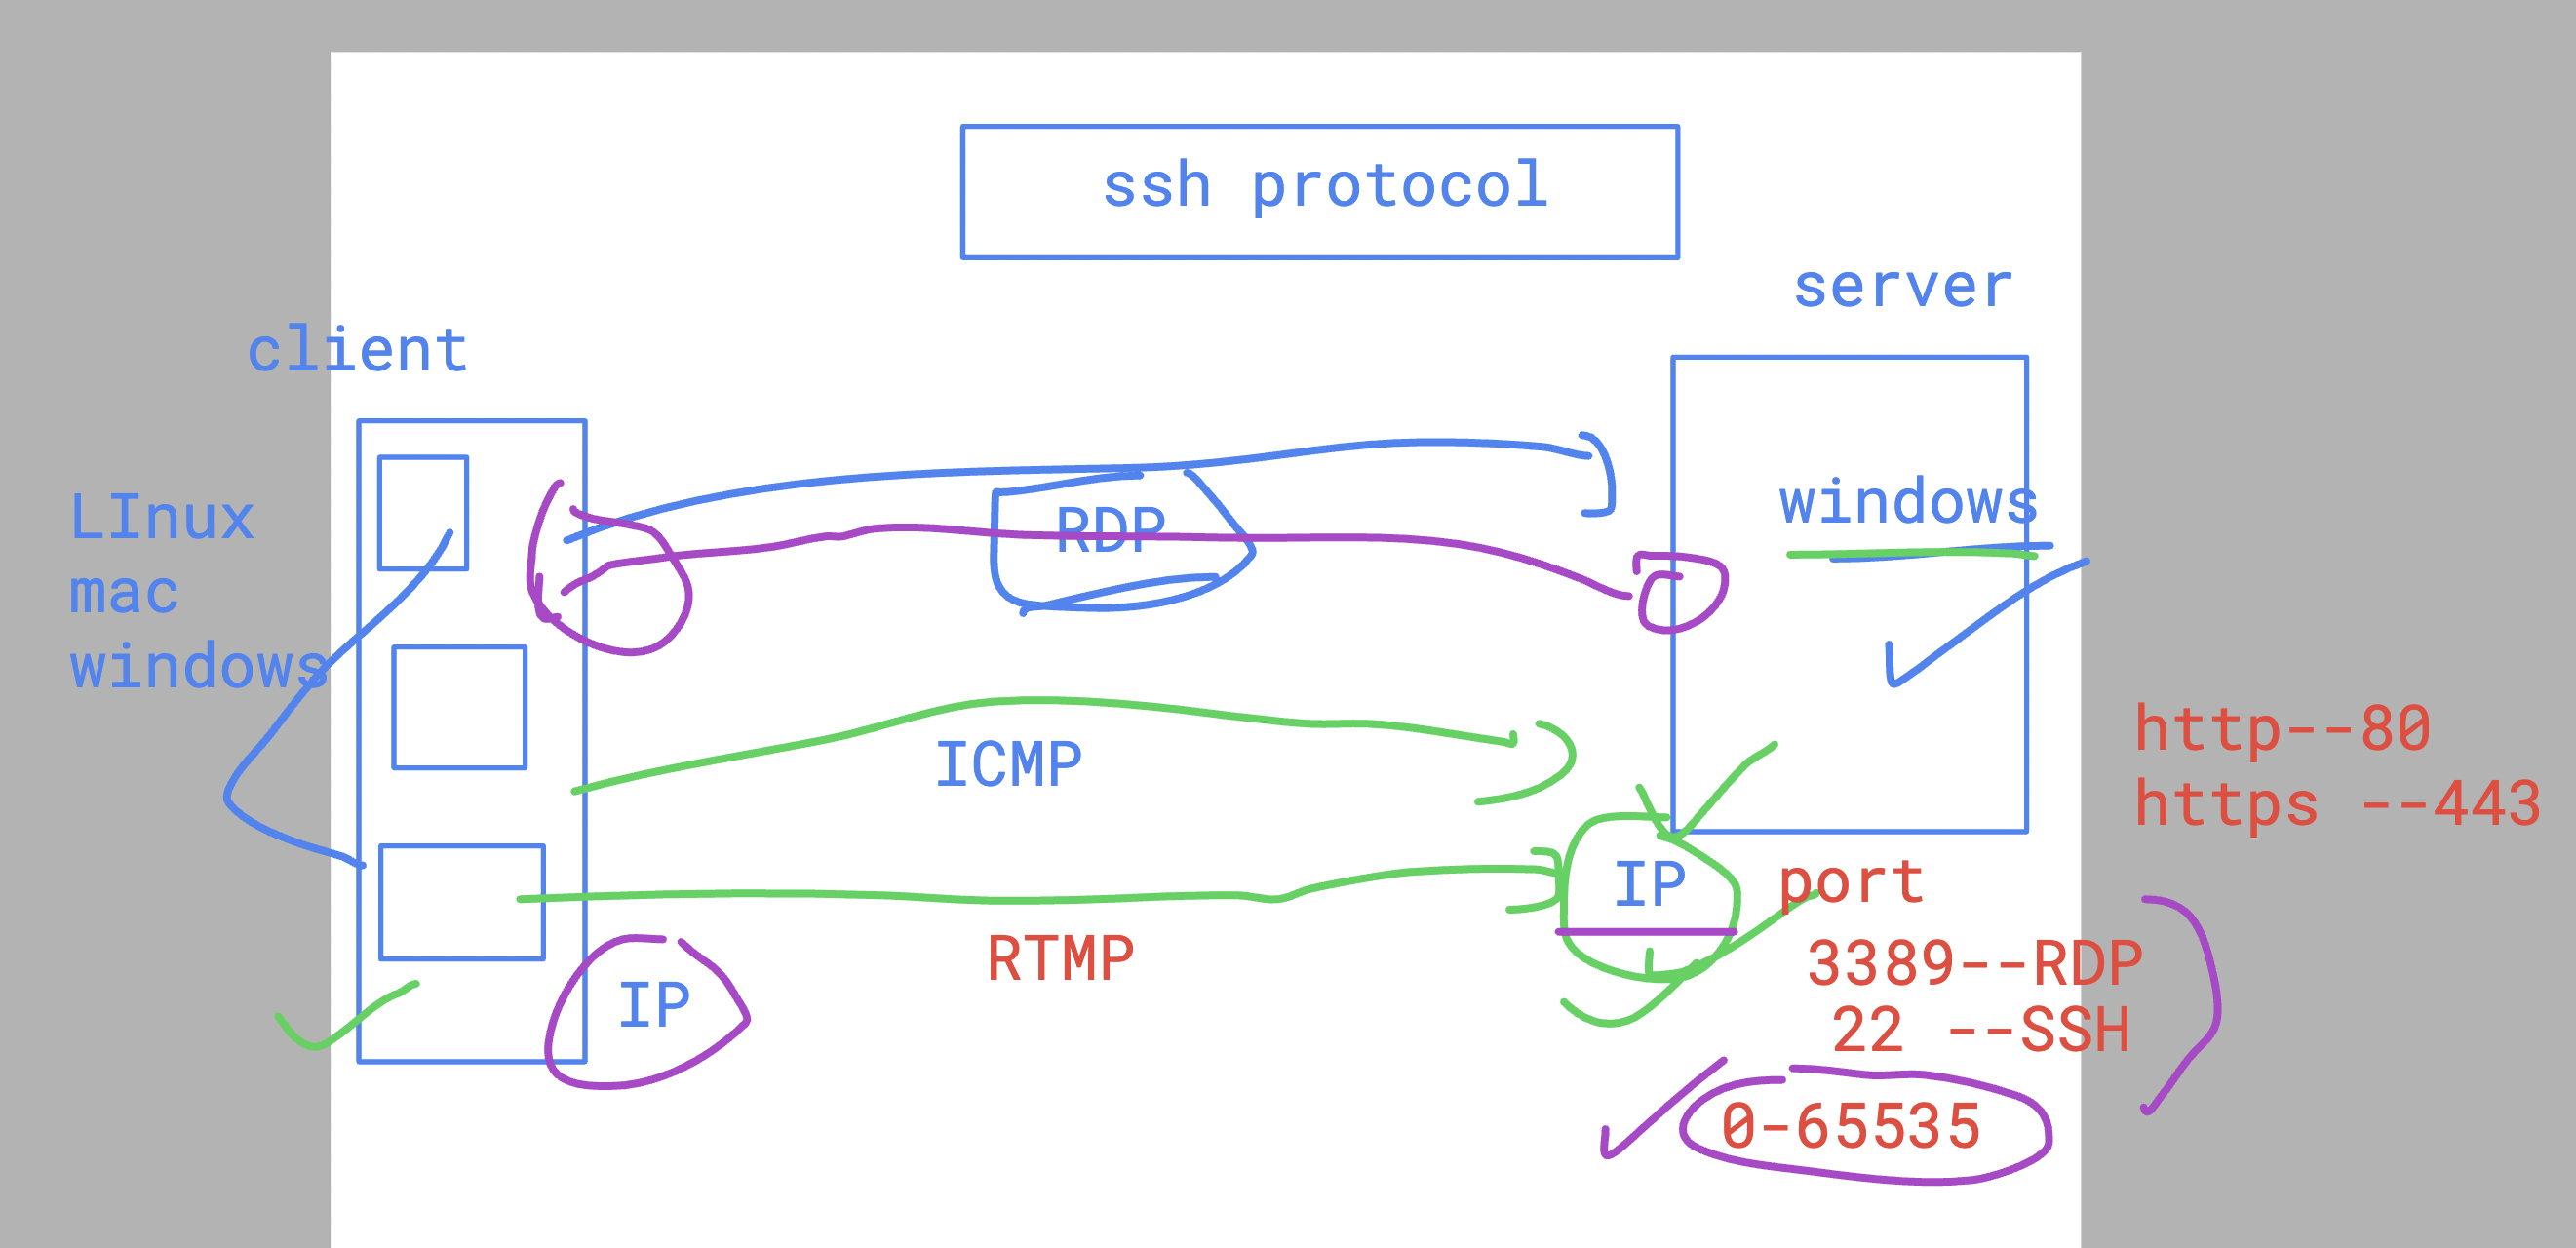 ssh protocol
server
client
LInux
mac
windows
RDP
windows
ICMP
http--80
https --443
IP
port
RTMP
3389--RDP
IP
22 --SSH
0-65535